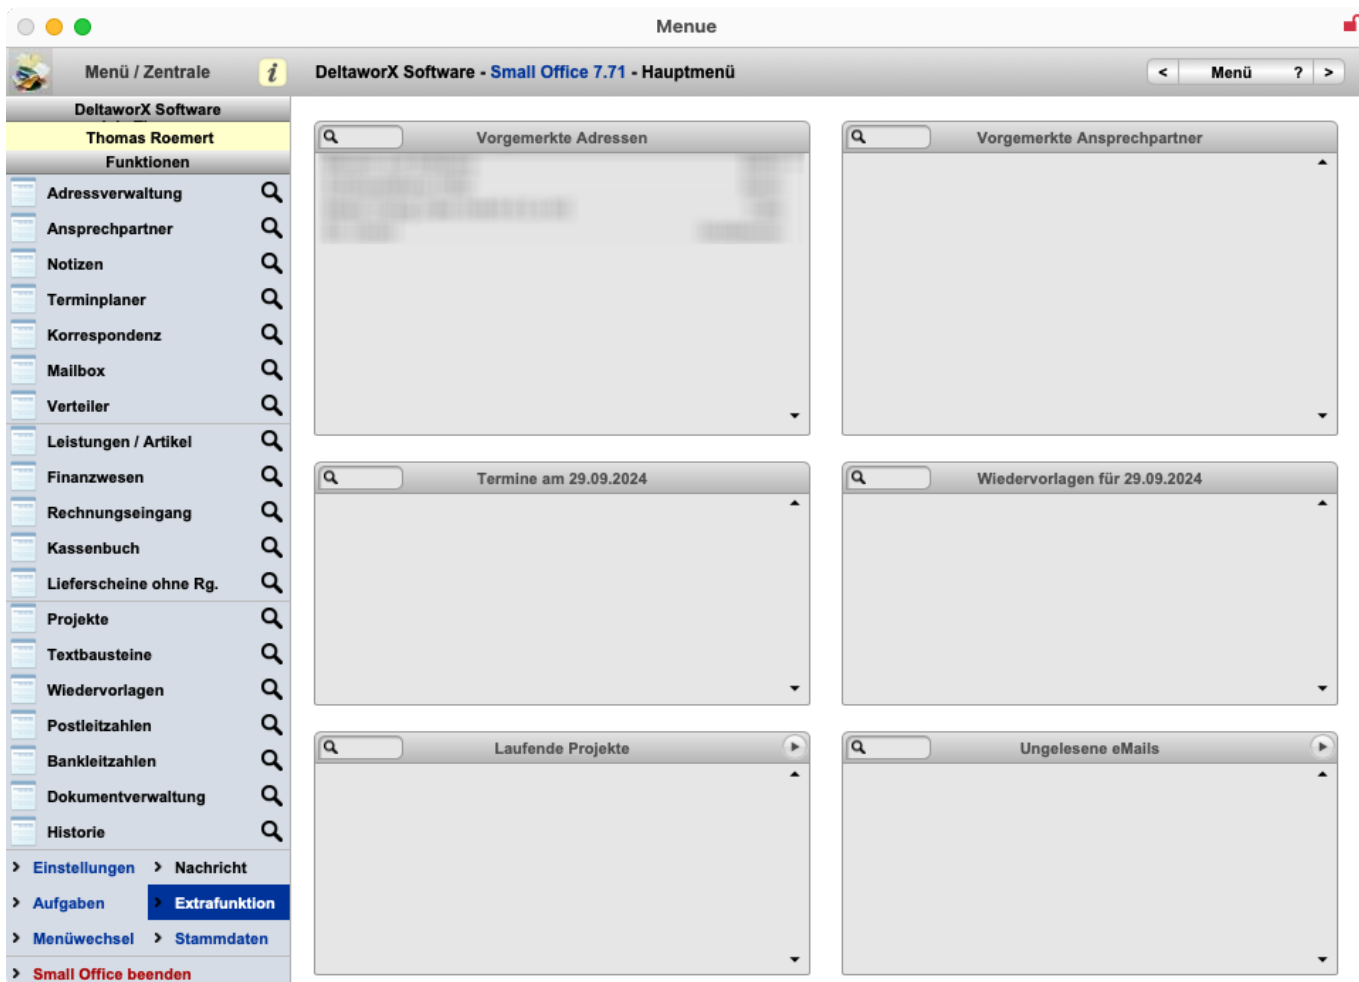 Menue
Menü / Zentrale
i
DeltaworX Software - Small Office 7.71 - Hauptmenü
< Menü ? >
DeltaworX Software
Thomas Roemert
Funktionen
Adressverwaltung
Ansprechpartner
Notizen
Terminplaner
Korrespondenz
Mailbox
Verteiler
Leistungen / Artikel
Finanzwesen
Rechnungseingang
Kassenbuch
Lieferscheine ohne Rg.
Projekte
Textbausteine
Wiedervorlagen
Postleitzahlen
Bankleitzahlen
Dokumentverwaltung
Historie
> Einstellungen > Nachricht
> Aufgaben > Extrafunktion
> Menüwechsel > Stammdaten
> Small Office beenden
Vorgemerkte Adressen
Vorgemerkte Ansprechpartner
Termine am 29.09.2024
Wiedervorlagen für 29.09.2024
Laufende Projekte
Ungelesene eMails